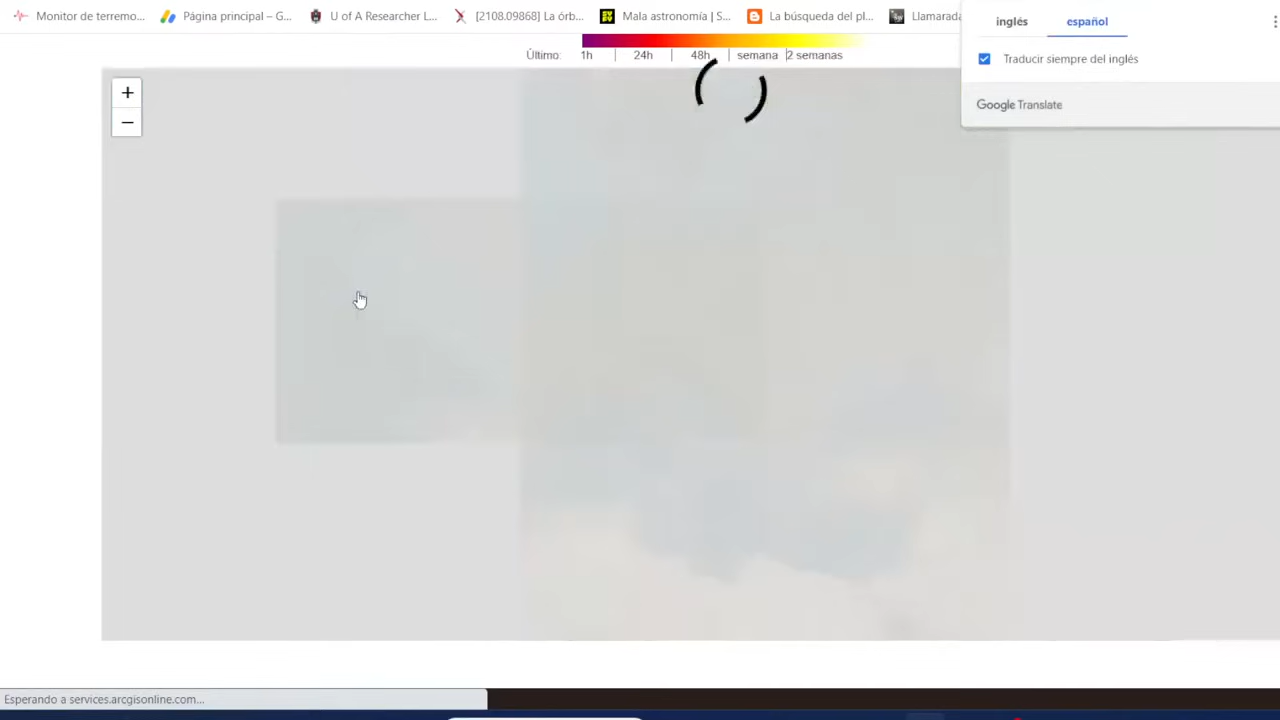 Monitor de terremo... Página principal – G... U of A Researcher L... [2108.09868] La órb... Mala astronomía | S... La búsqueda del pl... Llamarada
inglés español
Último: 1h | 24h | 48h | semana | 2 semanas
Traducir siempre del inglés
+
Google Translate
−
Esperando a services.arcgisonline.com...